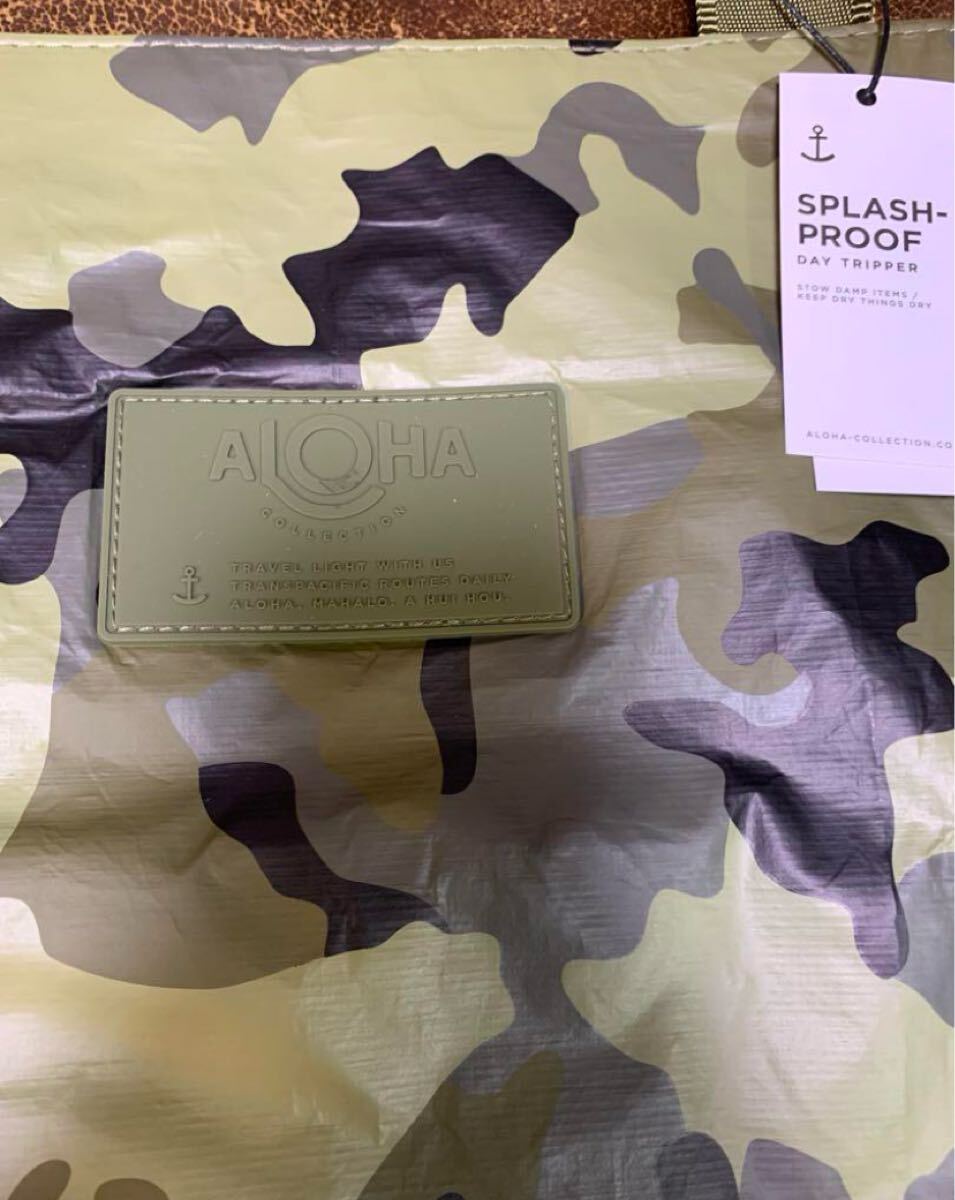 SPLASH-
PROOF
DAY TRIPPER
STOW DAMP ITEMS /
KEEP DRY THINGS DRY
ALOHA-COLLECTION.CO
ALOHA
COLLECTION
TRAVEL LIGHT WITH US
TRANSPACIFIC ROUTES DAILY
ALOHA. MAHALO. A HUI HOU.